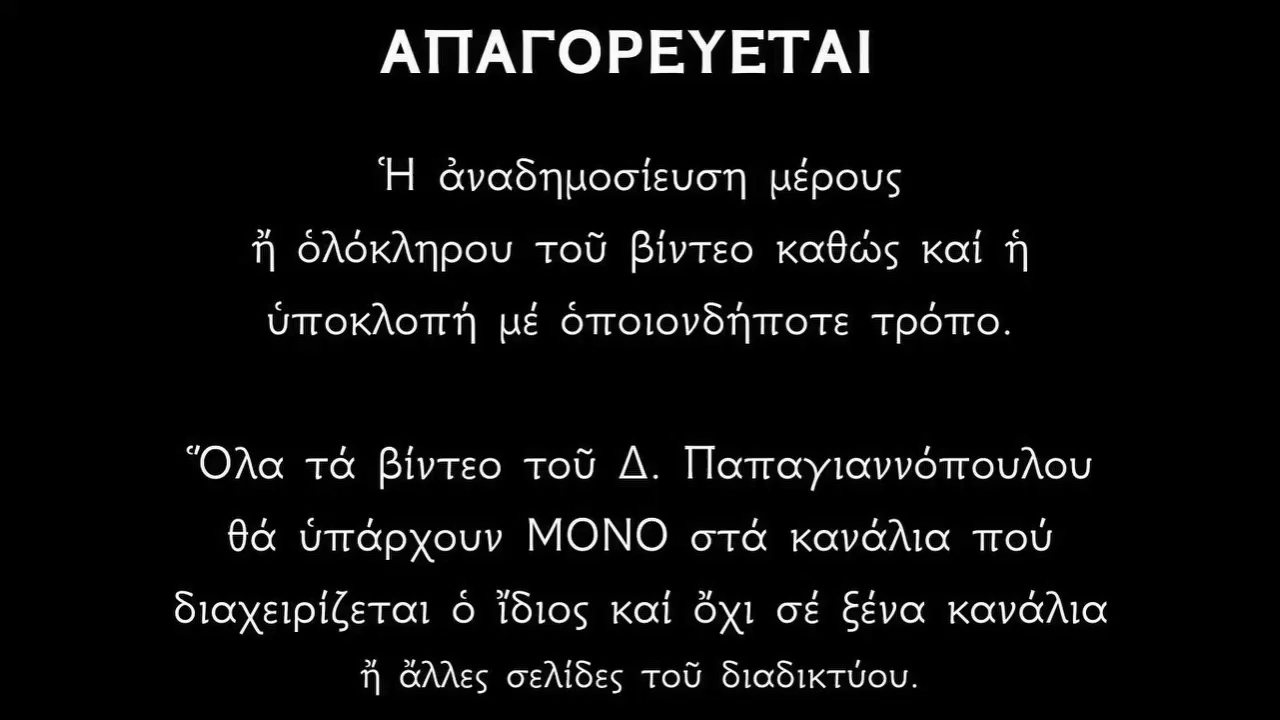 ΑΠΑΓΟΡΕΥΕΤΑΙ
Ἡ ἀναδημοσίευση μέρους
ἤ ὁλόκληρου τοῦ βίντεο καθώς καί ἡ
ὑποκλοπή μέ ὁποιονδήποτε τρόπο.
Ὅλα τά βίντεο τοῦ Δ. Παπαγιαννόπουλου
θά ὑπάρχουν ΜΟΝΟ στά κανάλια πού
διαχειρίζεται ὁ ἴδιος καί ὄχι σέ ξένα κανάλια
ἤ ἄλλες σελίδες τοῦ διαδικτύου.